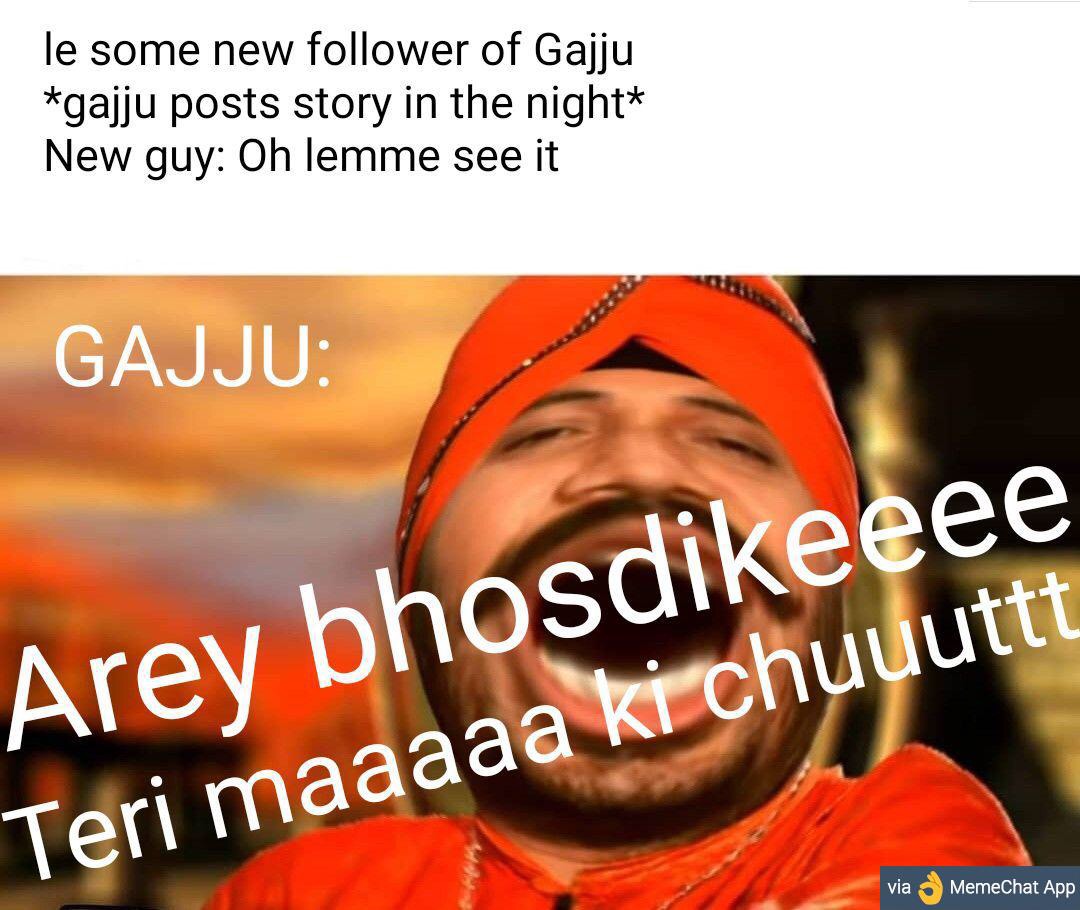 le some new follower of Gajju
*gajju posts story in the night*
New guy: Oh lemme see it
GAJJU:
Arey bhosdikeeee
Teri maaaaa ki chuuuttt
via 👌 MemeChat App